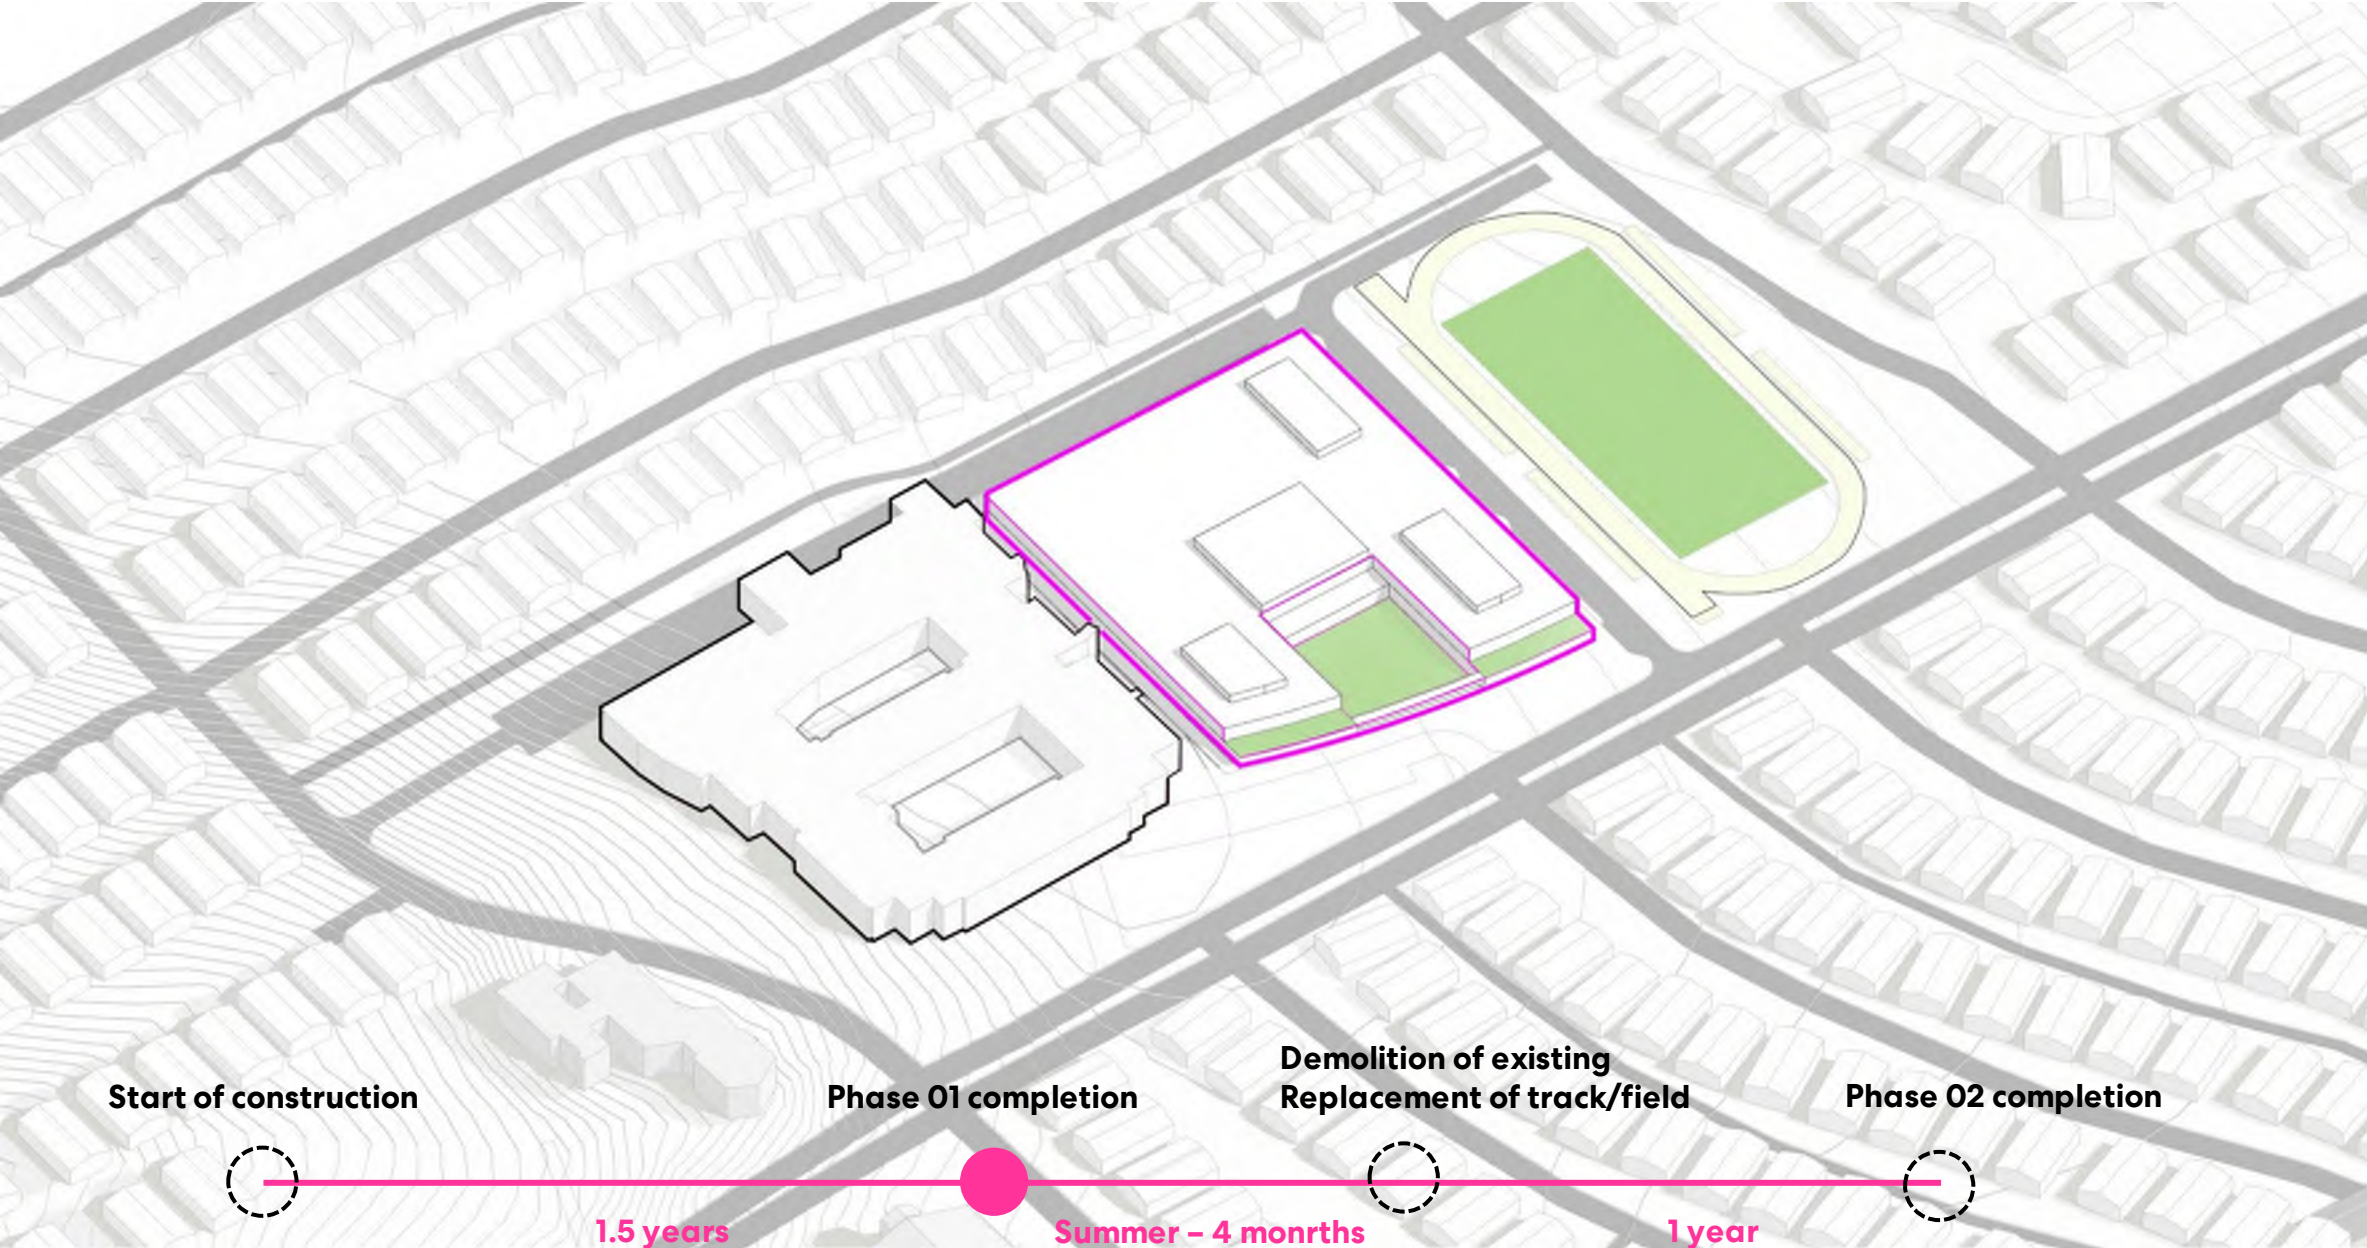 Start of construction
Phase 01 completion
Demolition of existing
Replacement of track/field
Phase 02 completion
1.5 years
Summer – 4 monrths
1 year